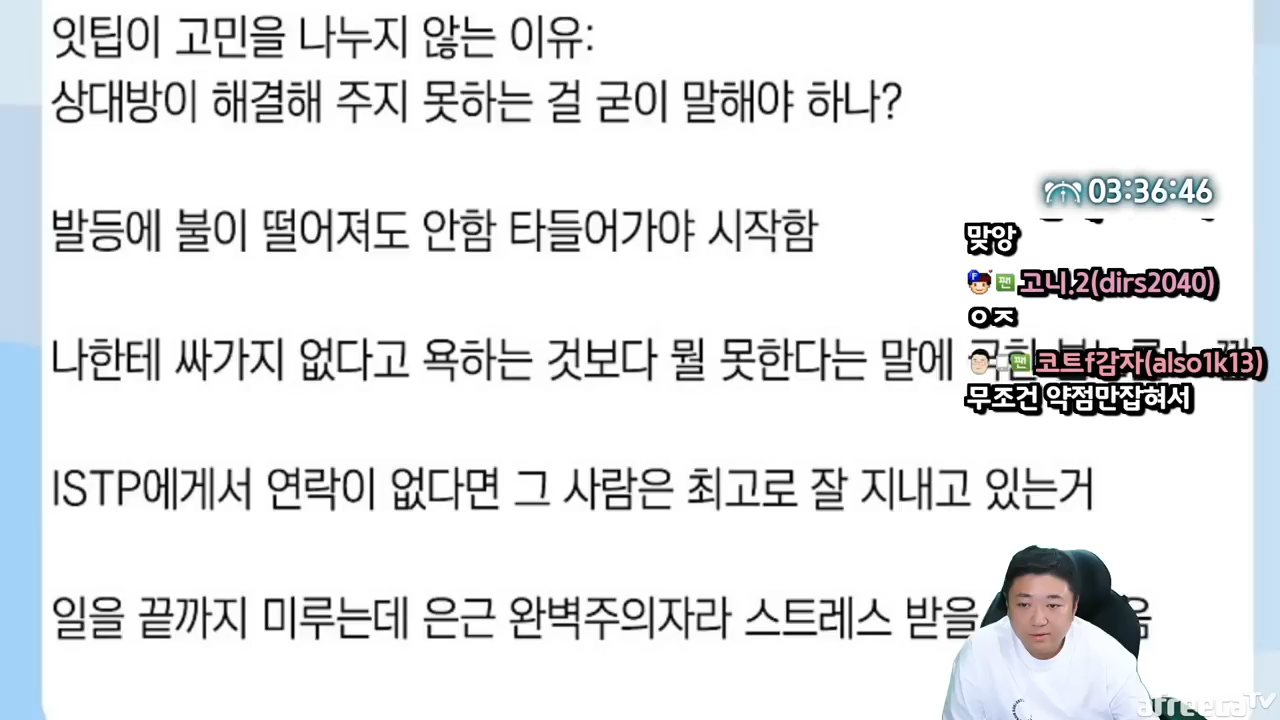 잇팁이 고민을 나누지 않는 이유:
상대방이 해결해 주지 못하는 걸 굳이 말해야 하나?
03:36:46
발등에 불이 떨어져도 안함 타들어가야 시작함
맞앙
F 팬 고니.2(dirs2040)
ㅇㅈ
나한테 싸가지 없다고 욕하는 것보다 뭘 못한다는 말에
팬 코트f감자(also1k13)
무조건 약점만잡혀서
ISTP에게서 연락이 없다면 그 사람은 최고로 잘 지내고 있는거
일을 끝까지 미루는데 은근 완벽주의자라 스트레스 받을
afreecaTV